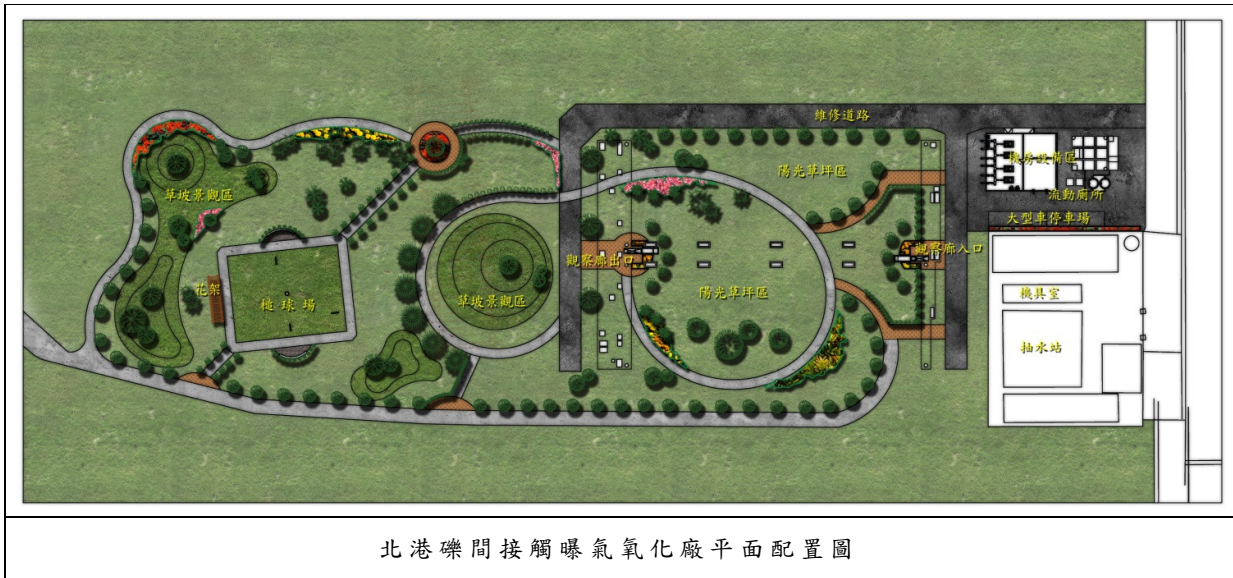 維修道路
機房設備區
陽光草坪區
流動廁所
草坡景觀區
大型車停車場
觀察廊入口
觀察廊出口
花架
槌球場
草坡景觀區
陽光草坪區
機具室
抽水站
北港礫間接觸曝氣氧化廠平面配置圖